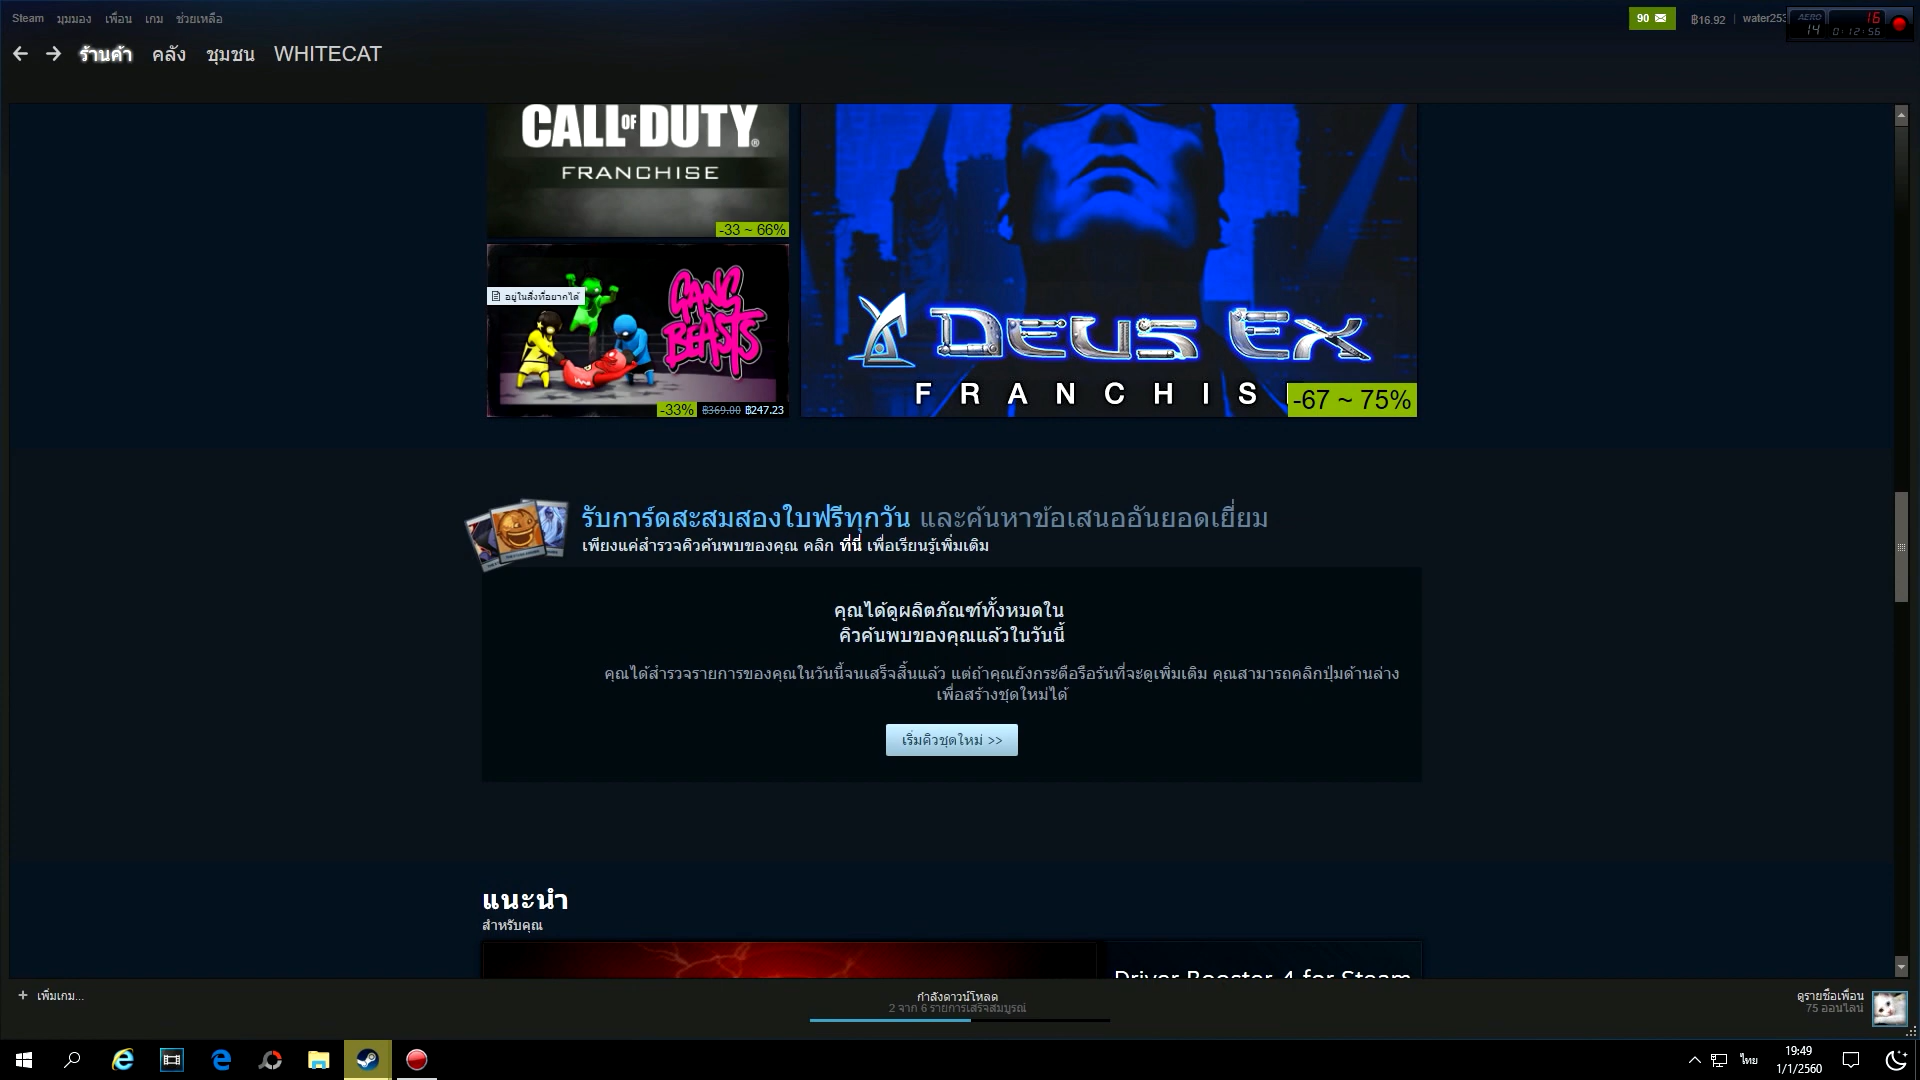 Steam มุมมอง เพื่อน เกม ช่วยเหลือ
90
฿16.92
AERO 16
14 0:12:56
ร้านค้า คลัง ชุมชน WHITECAT
CALL OF DUTY®
FRANCHISE
-33 ~ 66%
อยู่ในสิ่งที่อยากได้
GANG
BEASTS
-33% ฿369.00 ฿247.23
DEUS EX
-67 ~ 75%
รับการ์ดสะสมสองใบฟรีทุกวัน และค้นหาข้อเสนออันยอดเยี่ยม
เพียงแค่สำรวจคิวค้นพบของคุณ คลิก ที่นี่ เพื่อเรียนรู้เพิ่มเติม
คุณได้ดูผลิตภัณฑ์ทั้งหมดใน
คิวค้นพบของคุณแล้วในวันนี้
คุณได้สำรวจรายการของคุณในวันนี้จนเสร็จสิ้นแล้ว แต่ถ้าคุณยังกระตือรือร้นที่จะดูเพิ่มเติม คุณสามารถคลิกปุ่มด้านล่าง
เพื่อสร้างชุดใหม่ได้
เริ่มคิวชุดใหม่ >>
แนะนำ
สำหรับคุณ
Driver Booster 4 for Steam
+ เพิ่มเกม...
กำลังดาวน์โหลด
2 จาก 6 รายการเสร็จสมบูรณ์
ดูรายชื่อเพื่อน
75 ออนไลน์
ไทย
19:49
1/1/2560